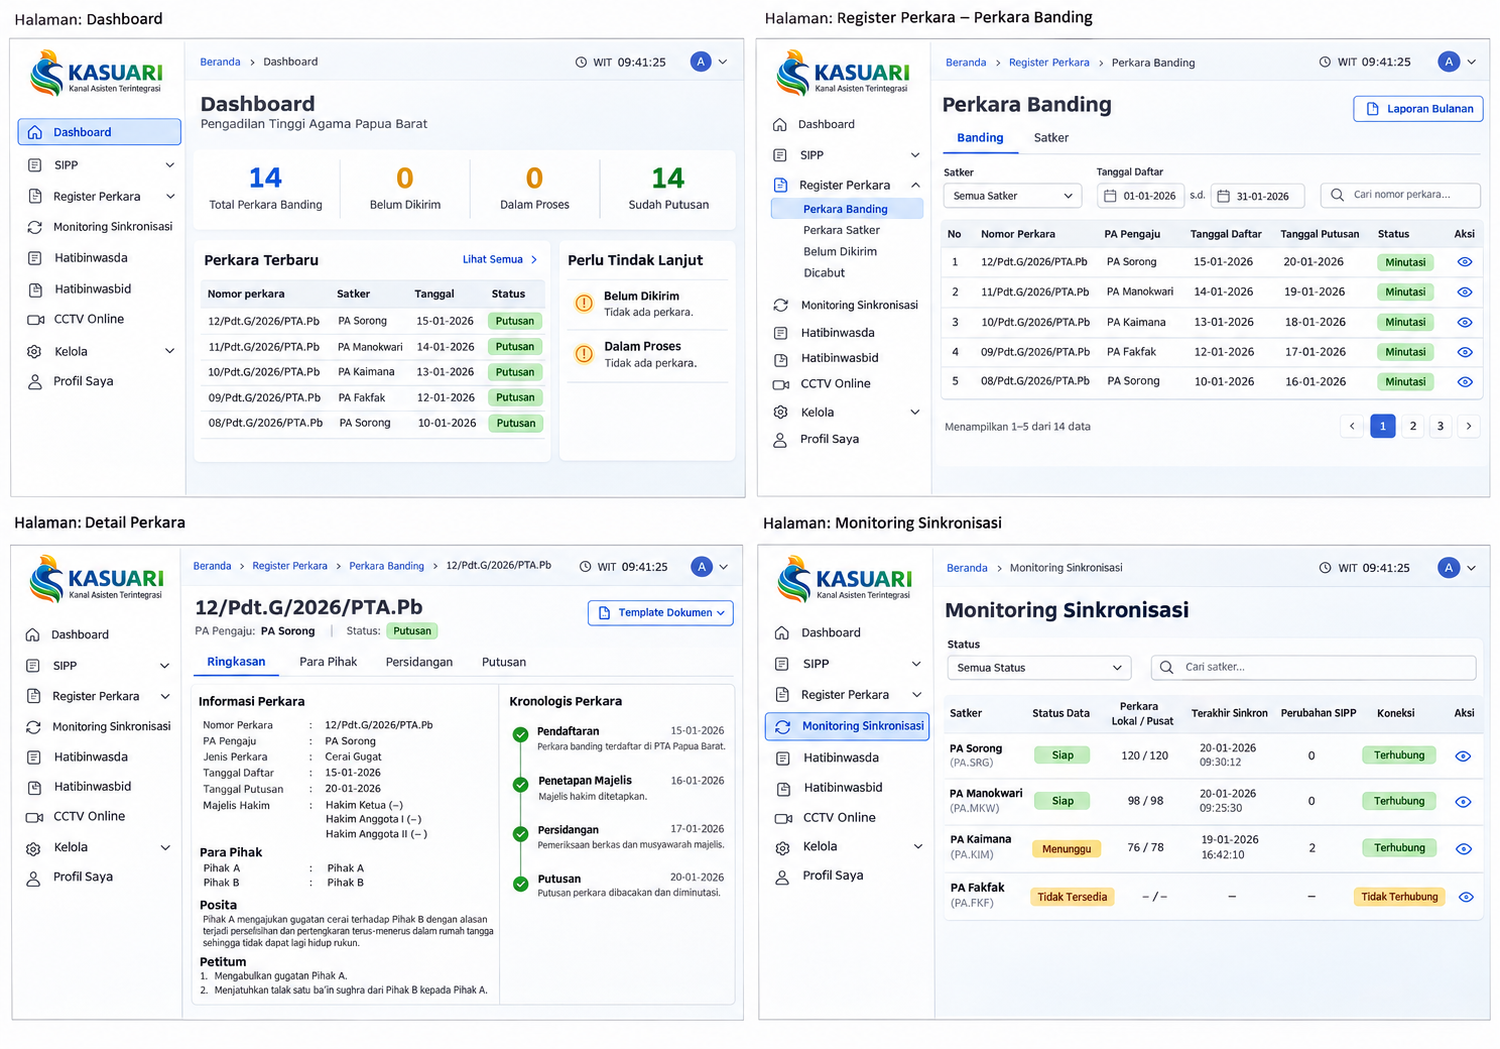 Halaman: Dashboard
KASUARI
Kanal Asisten Terintegrasi
Dashboard
SIPP
Register Perkara
Monitoring Sinkronisasi
Hatibinwasda
Hatibinwasbid
CCTV Online
Kelola
Profil Saya
Beranda > Dashboard
WIT 09:41:25
A
Dashboard
Pengadilan Tinggi Agama Papua Barat
14 0 0 14
Total Perkara Banding Belum Dikirim Dalam Proses Sudah Putusan
Perkara Terbaru Lihat Semua >
Nomor perkara Satker Tanggal Status
12/Pdt.G/2026/PTA.Pb PA Sorong 15-01-2026 Putusan
11/Pdt.G/2026/PTA.Pb PA Manokwari 14-01-2026 Putusan
10/Pdt.G/2026/PTA.Pb PA Kaimana 13-01-2026 Putusan
09/Pdt.G/2026/PTA.Pb PA Fakfak 12-01-2026 Putusan
08/Pdt.G/2026/PTA.Pb PA Sorong 10-01-2026 Putusan
Perlu Tindak Lanjut
Belum Dikirim
Tidak ada perkara.
Dalam Proses
Tidak ada perkara.
Halaman: Register Perkara – Perkara Banding
KASUARI
Kanal Asisten Terintegrasi
Dashboard
SIPP
Register Perkara
Perkara Banding
Perkara Satker
Belum Dikirim
Dicabut
Monitoring Sinkronisasi
Hatibinwasda
Hatibinwasbid
CCTV Online
Kelola
Profil Saya
Beranda > Register Perkara > Perkara Banding
WIT 09:41:25
A
Perkara Banding
Laporan Bulanan
Banding Satker
Satker Tanggal Daftar
Semua Satker 01-01-2026 s.d. 31-01-2026 Cari nomor perkara...
No Nomor Perkara PA Pengaju Tanggal Daftar Tanggal Putusan Status Aksi
1 12/Pdt.G/2026/PTA.Pb PA Sorong 15-01-2026 20-01-2026 Minutasi
2 11/Pdt.G/2026/PTA.Pb PA Manokwari 14-01-2026 19-01-2026 Minutasi
3 10/Pdt.G/2026/PTA.Pb PA Kaimana 13-01-2026 18-01-2026 Minutasi
4 09/Pdt.G/2026/PTA.Pb PA Fakfak 12-01-2026 17-01-2026 Minutasi
5 08/Pdt.G/2026/PTA.Pb PA Sorong 10-01-2026 16-01-2026 Minutasi
Menampilkan 1–5 dari 14 data
< 1 2 3 >
Halaman: Detail Perkara
KASUARI
Kanal Asisten Terintegrasi
Dashboard
SIPP
Register Perkara
Monitoring Sinkronisasi
Hatibinwasda
Hatibinwasbid
CCTV Online
Kelola
Profil Saya
Beranda > Register Perkara > Perkara Banding > 12/Pdt.G/2026/PTA.Pb
WIT 09:41:25
A
12/Pdt.G/2026/PTA.Pb
Template Dokumen
PA Pengaju: PA Sorong | Status: Putusan
Ringkasan Para Pihak Persidangan Putusan
Informasi Perkara
Nomor Perkara : 12/Pdt.G/2026/PTA.Pb
PA Pengaju : PA Sorong
Jenis Perkara : Cerai Gugat
Tanggal Daftar : 15-01-2026
Tanggal Putusan : 20-01-2026
Majelis Hakim : Hakim Ketua (–)
Hakim Anggota I (–)
Hakim Anggota II (– )
Para Pihak
Pihak A : Pihak A
Pihak B : Pihak B
Posita
Pihak A mengajukan gugatan cerai terhadap Pihak B dengan alasan
terjadi perselisihan dan pertengkaran terus-menerus dalam rumah tangga
sehingga tidak dapat lagi hidup rukun.
Petitum
1. Mengabulkan gugatan Pihak A.
2. Menjatuhkan talak satu ba'in sughra dari Pihak B kepada Pihak A.
Kronologis Perkara
Pendaftaran 15-01-2026
Perkara banding terdaftar di PTA Papua Barat.
Penetapan Majelis 16-01-2026
Majelis hakim ditetapkan.
Persidangan 17-01-2026
Pemeriksaan berkas dan musyawarah majelis.
Putusan 20-01-2026
Putusan perkara dibacakan dan diminutasi.
Halaman: Monitoring Sinkronisasi
KASUARI
Kanal Asisten Terintegrasi
Dashboard
SIPP
Register Perkara
Monitoring Sinkronisasi
Hatibinwasda
Hatibinwasbid
CCTV Online
Kelola
Profil Saya
Beranda > Monitoring Sinkronisasi
WIT 09:41:25
A
Monitoring Sinkronisasi
Status
Semua Status Cari satker...
Satker Status Data Perkara Lokal / Pusat Terakhir Sinkron Perubahan SIPP Koneksi Aksi
PA Sorong (PA.SRG) Siap 120 / 120 20-01-2026 09:30:12 0 Terhubung
PA Manokwari (PA.MKW) Siap 98 / 98 20-01-2026 09:25:30 0 Terhubung
PA Kaimana (PA.KIM) Menunggu 76 / 78 19-01-2026 16:42:10 2 Terhubung
PA Fakfak (PA.FKF) Tidak Tersedia – / – – – Tidak Terhubung